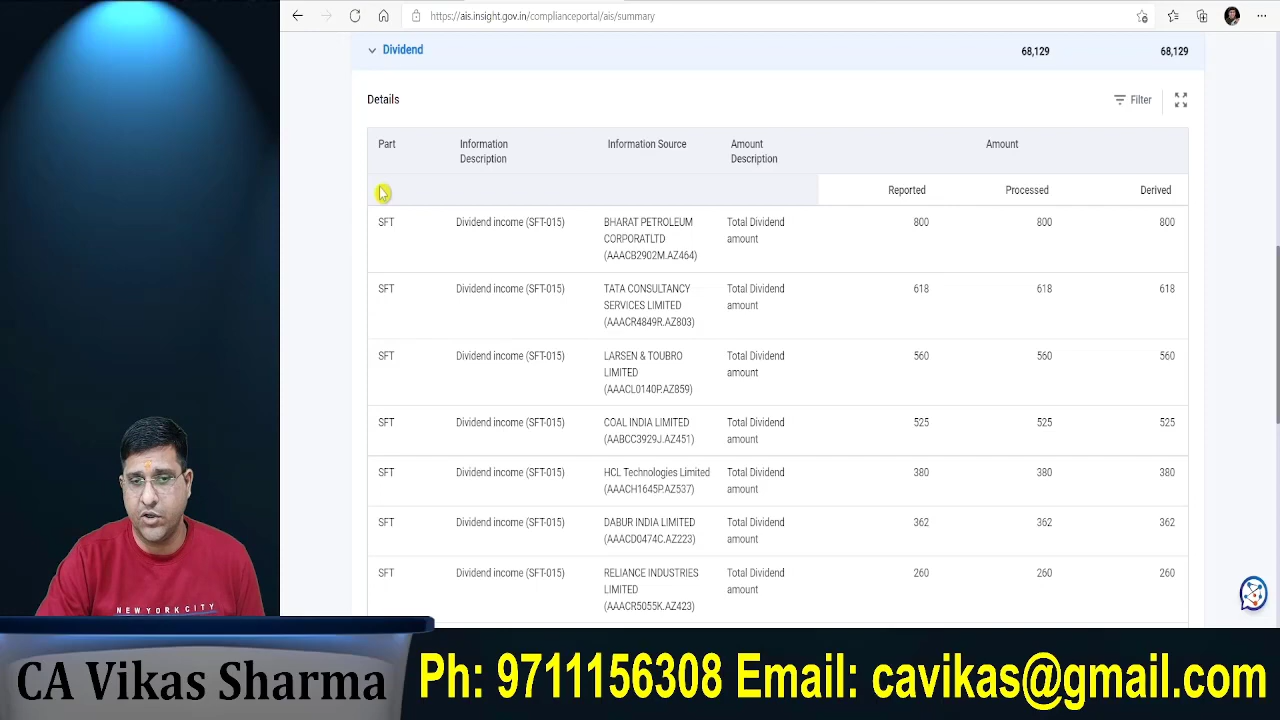 https://ais.insight.gov.in/complianceportal/ais/summary
Dividend 68,129 68,129
Details Filter
Part Information Description Information Source Amount Description Amount
Reported Processed Derived
SFT Dividend income (SFT-015) BHARAT PETROLEUM Total Dividend 800 800 800
CORPORATLTD amount
(AAACB2902M.AZ464)
SFT Dividend income (SFT-015) TATA CONSULTANCY Total Dividend 618 618 618
SERVICES LIMITED amount
(AAACR4849R.AZ803)
SFT Dividend income (SFT-015) LARSEN & TOUBRO Total Dividend 560 560 560
LIMITED amount
(AAACL0140P.AZ859)
SFT Dividend income (SFT-015) COAL INDIA LIMITED Total Dividend 525 525 525
(AABCC3929J.AZ451) amount
SFT Dividend income (SFT-015) HCL Technologies Limited Total Dividend 380 380 380
(AAACH1645P.AZ537) amount
SFT Dividend income (SFT-015) DABUR INDIA LIMITED Total Dividend 362 362 362
(AAACD0474C.AZ223) amount
SFT Dividend income (SFT-015) RELIANCE INDUSTRIES Total Dividend 260 260 260
LIMITED amount
(AAACR5055K.AZ423)
NEWYORKCITY
CA Vikas Sharma
Ph: 9711156308 Email: cavikas@gmail.com